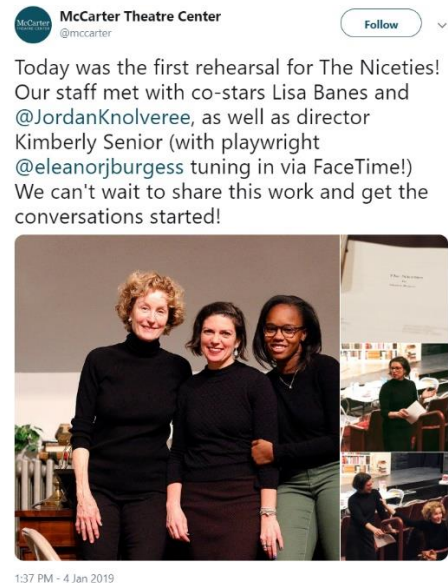 McCarter
THEATRE CENTER
McCarter Theatre Center
@mccarter
Follow
Today was the first rehearsal for The Niceties!
Our staff met with co-stars Lisa Banes and
@JordanKnolveree, as well as director
Kimberly Senior (with playwright
@eleanorjburgess tuning in via FaceTime!)
We can't wait to share this work and get the
conversations started!
The Niceties
1:37 PM - 4 Jan 2019